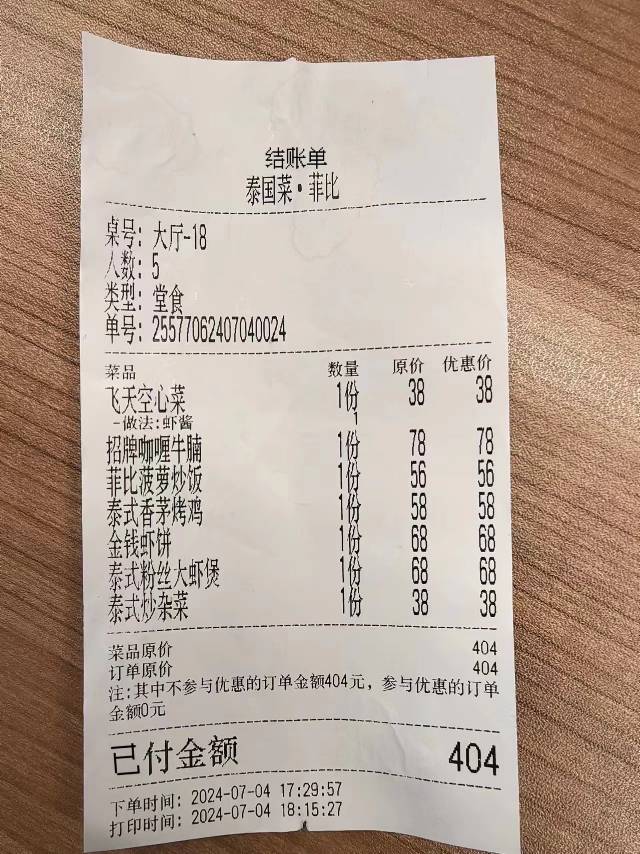 结账单
泰国菜·菲比
桌号: 大厅-18
人数: 5
类型: 堂食
单号: 25577062407040024
菜品 数量 原价 优惠价
飞天空心菜 1份 38 38
-做法:虾酱 1
招牌咖喱牛腩 1份 78 78
菲比菠萝炒饭 1份 56 56
泰式香茅烤鸡 1份 58 58
金钱虾饼 1份 68 68
泰式粉丝大虾煲 1份 68 68
泰式炒杂菜 1份 38 38
菜品原价 404
订单原价 404
注:其中不参与优惠的订单金额404元, 参与优惠的订单
金额0元
已付金额 404
下单时间: 2024-07-04 17:29:57
打印时间: 2024-07-04 18:15:27